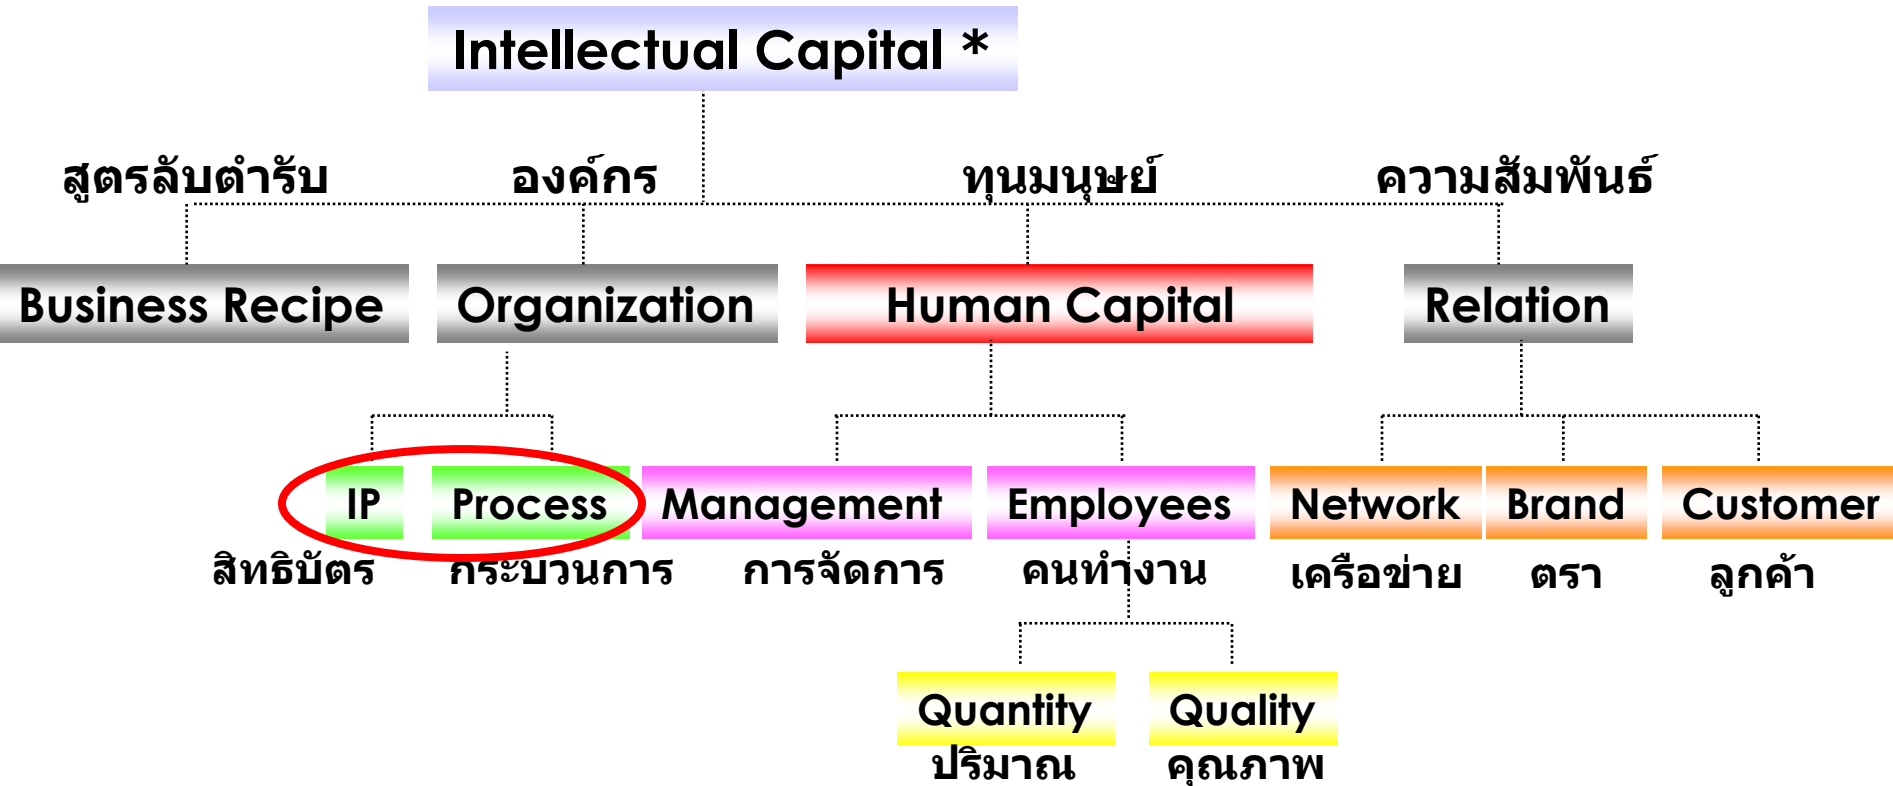 Intellectual Capital *
สูตรลับตำรับ องค์กร ทุนมนุษย์ ความสัมพันธ์
Business Recipe Organization Human Capital Relation
IP Process Management Employees Network Brand Customer
สิทธิบัตร กระบวนการ การจัดการ คนทำงาน เครือข่าย ตรา ลูกค้า
Quantity Quality
ปริมาณ คุณภาพ